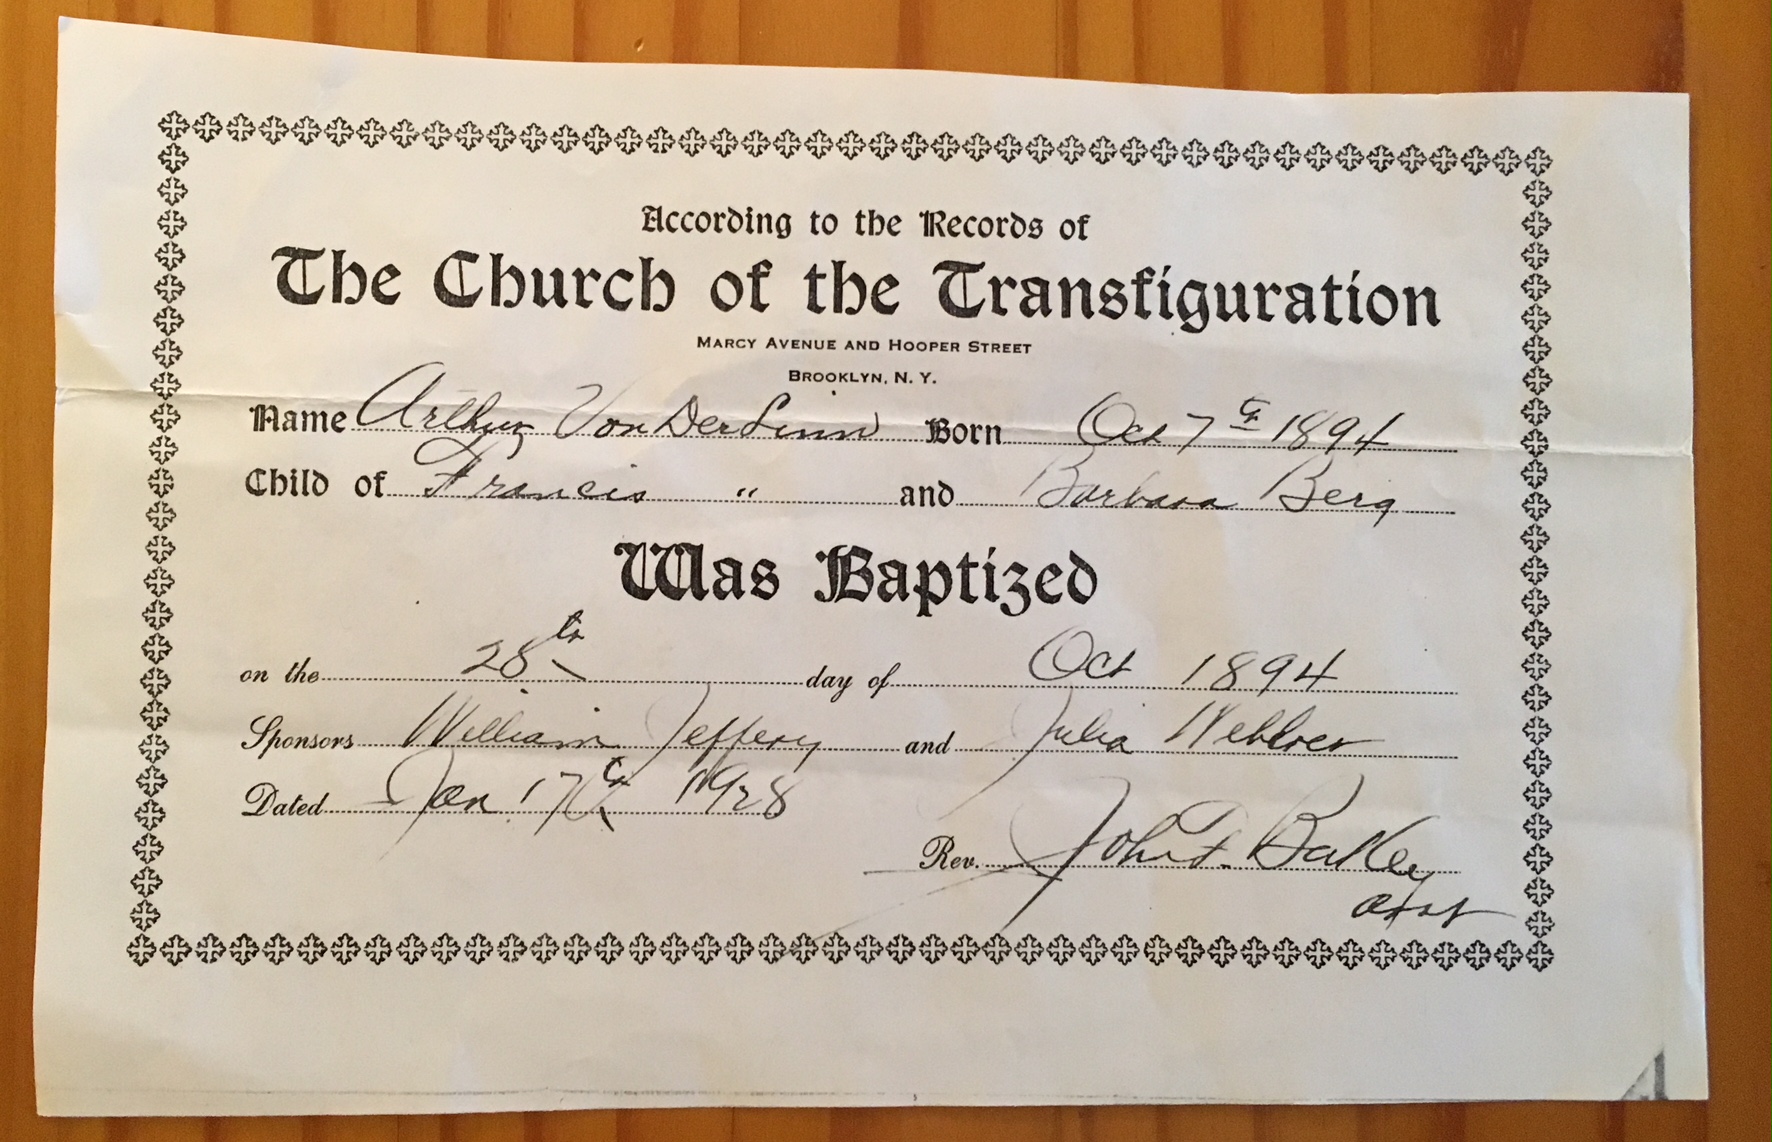 According to the Records of
The Church of the Transfiguration
MARCY AVENUE AND HOOPER STREET
BROOKLYN, N. Y.
Name Arthur Von Der Linn Born Oct 7th 1894
Child of Francis " and Barbara Berg
Was Baptized
on the 28th day of Oct 1894
Sponsors William Jeffery and Julia
Dated Jan 17th 1928
Rev. John
asst